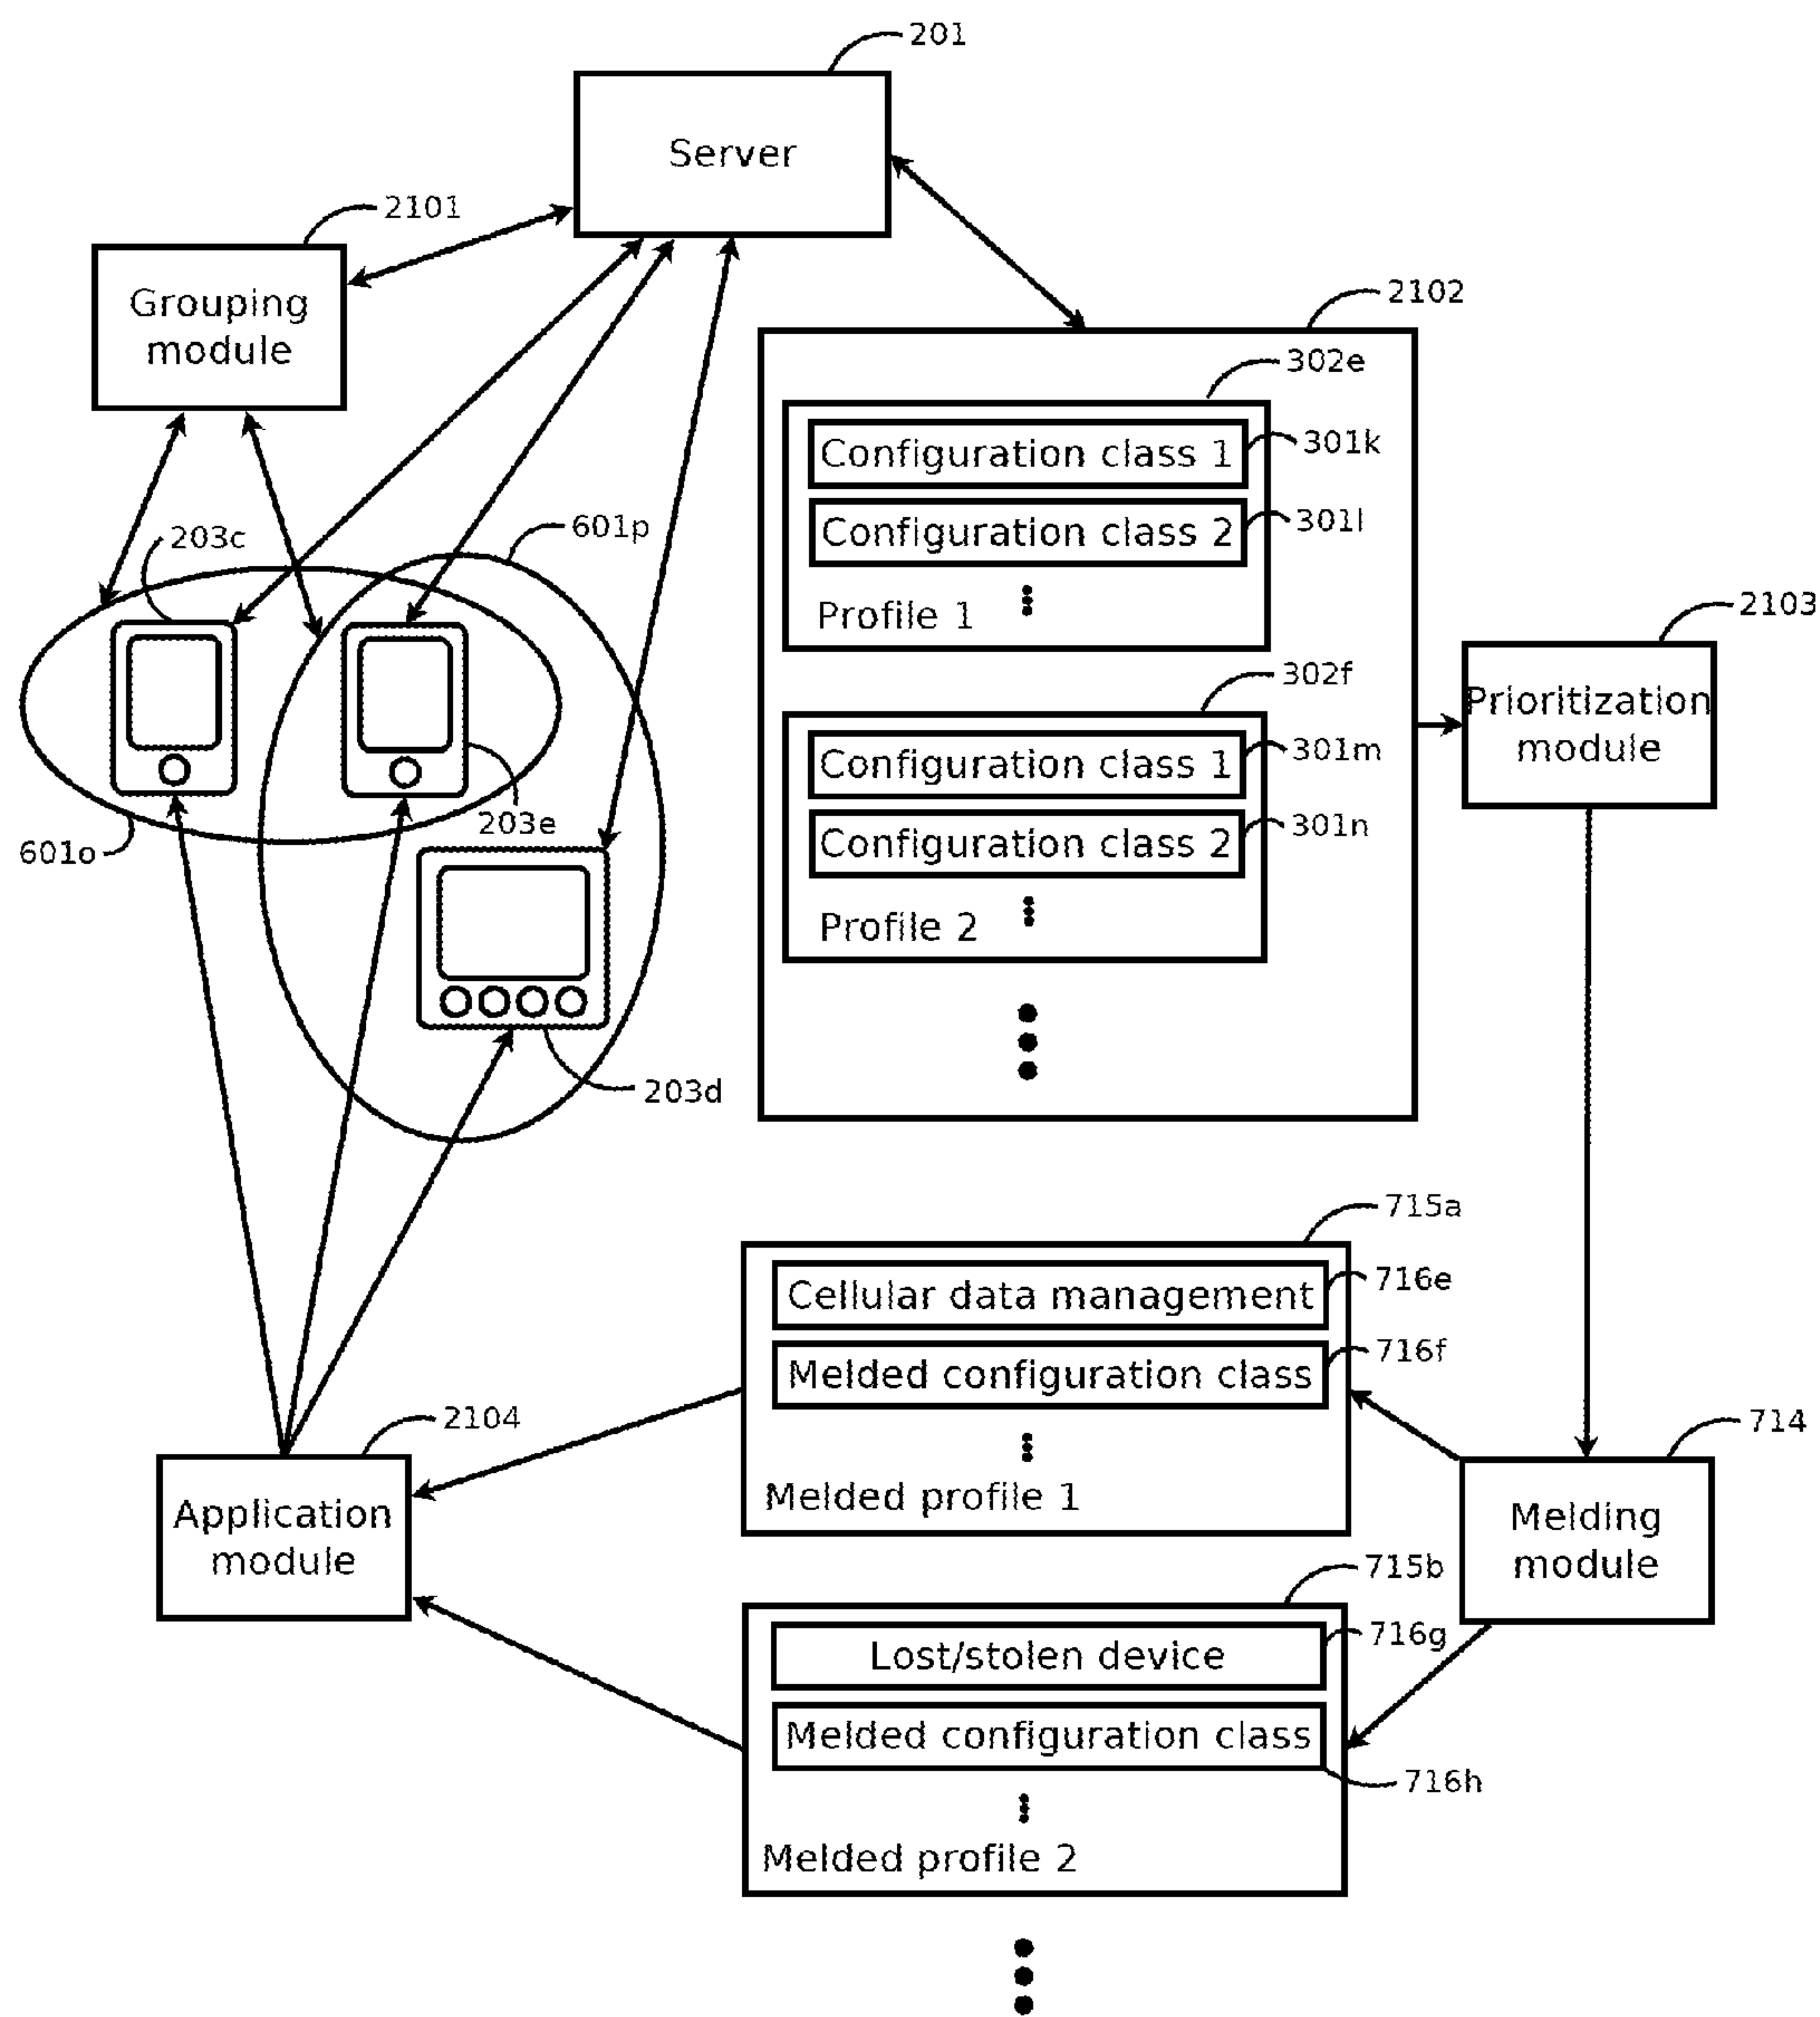 201
Server
2101
Grouping
module
2102
302e
Configuration class 1
301k
Configuration class 2
301l
Profile 1
203c
601p
2103
Prioritization
module
302f
Configuration class 1
301m
Configuration class 2
301n
Profile 2
203e
601o
203d
715a
Cellular data management
716e
Melded configuration class
716f
Melded profile 1
2104
Application
module
714
Melding
module
715b
Lost/stolen device
716g
Melded configuration class
716h
Melded profile 2